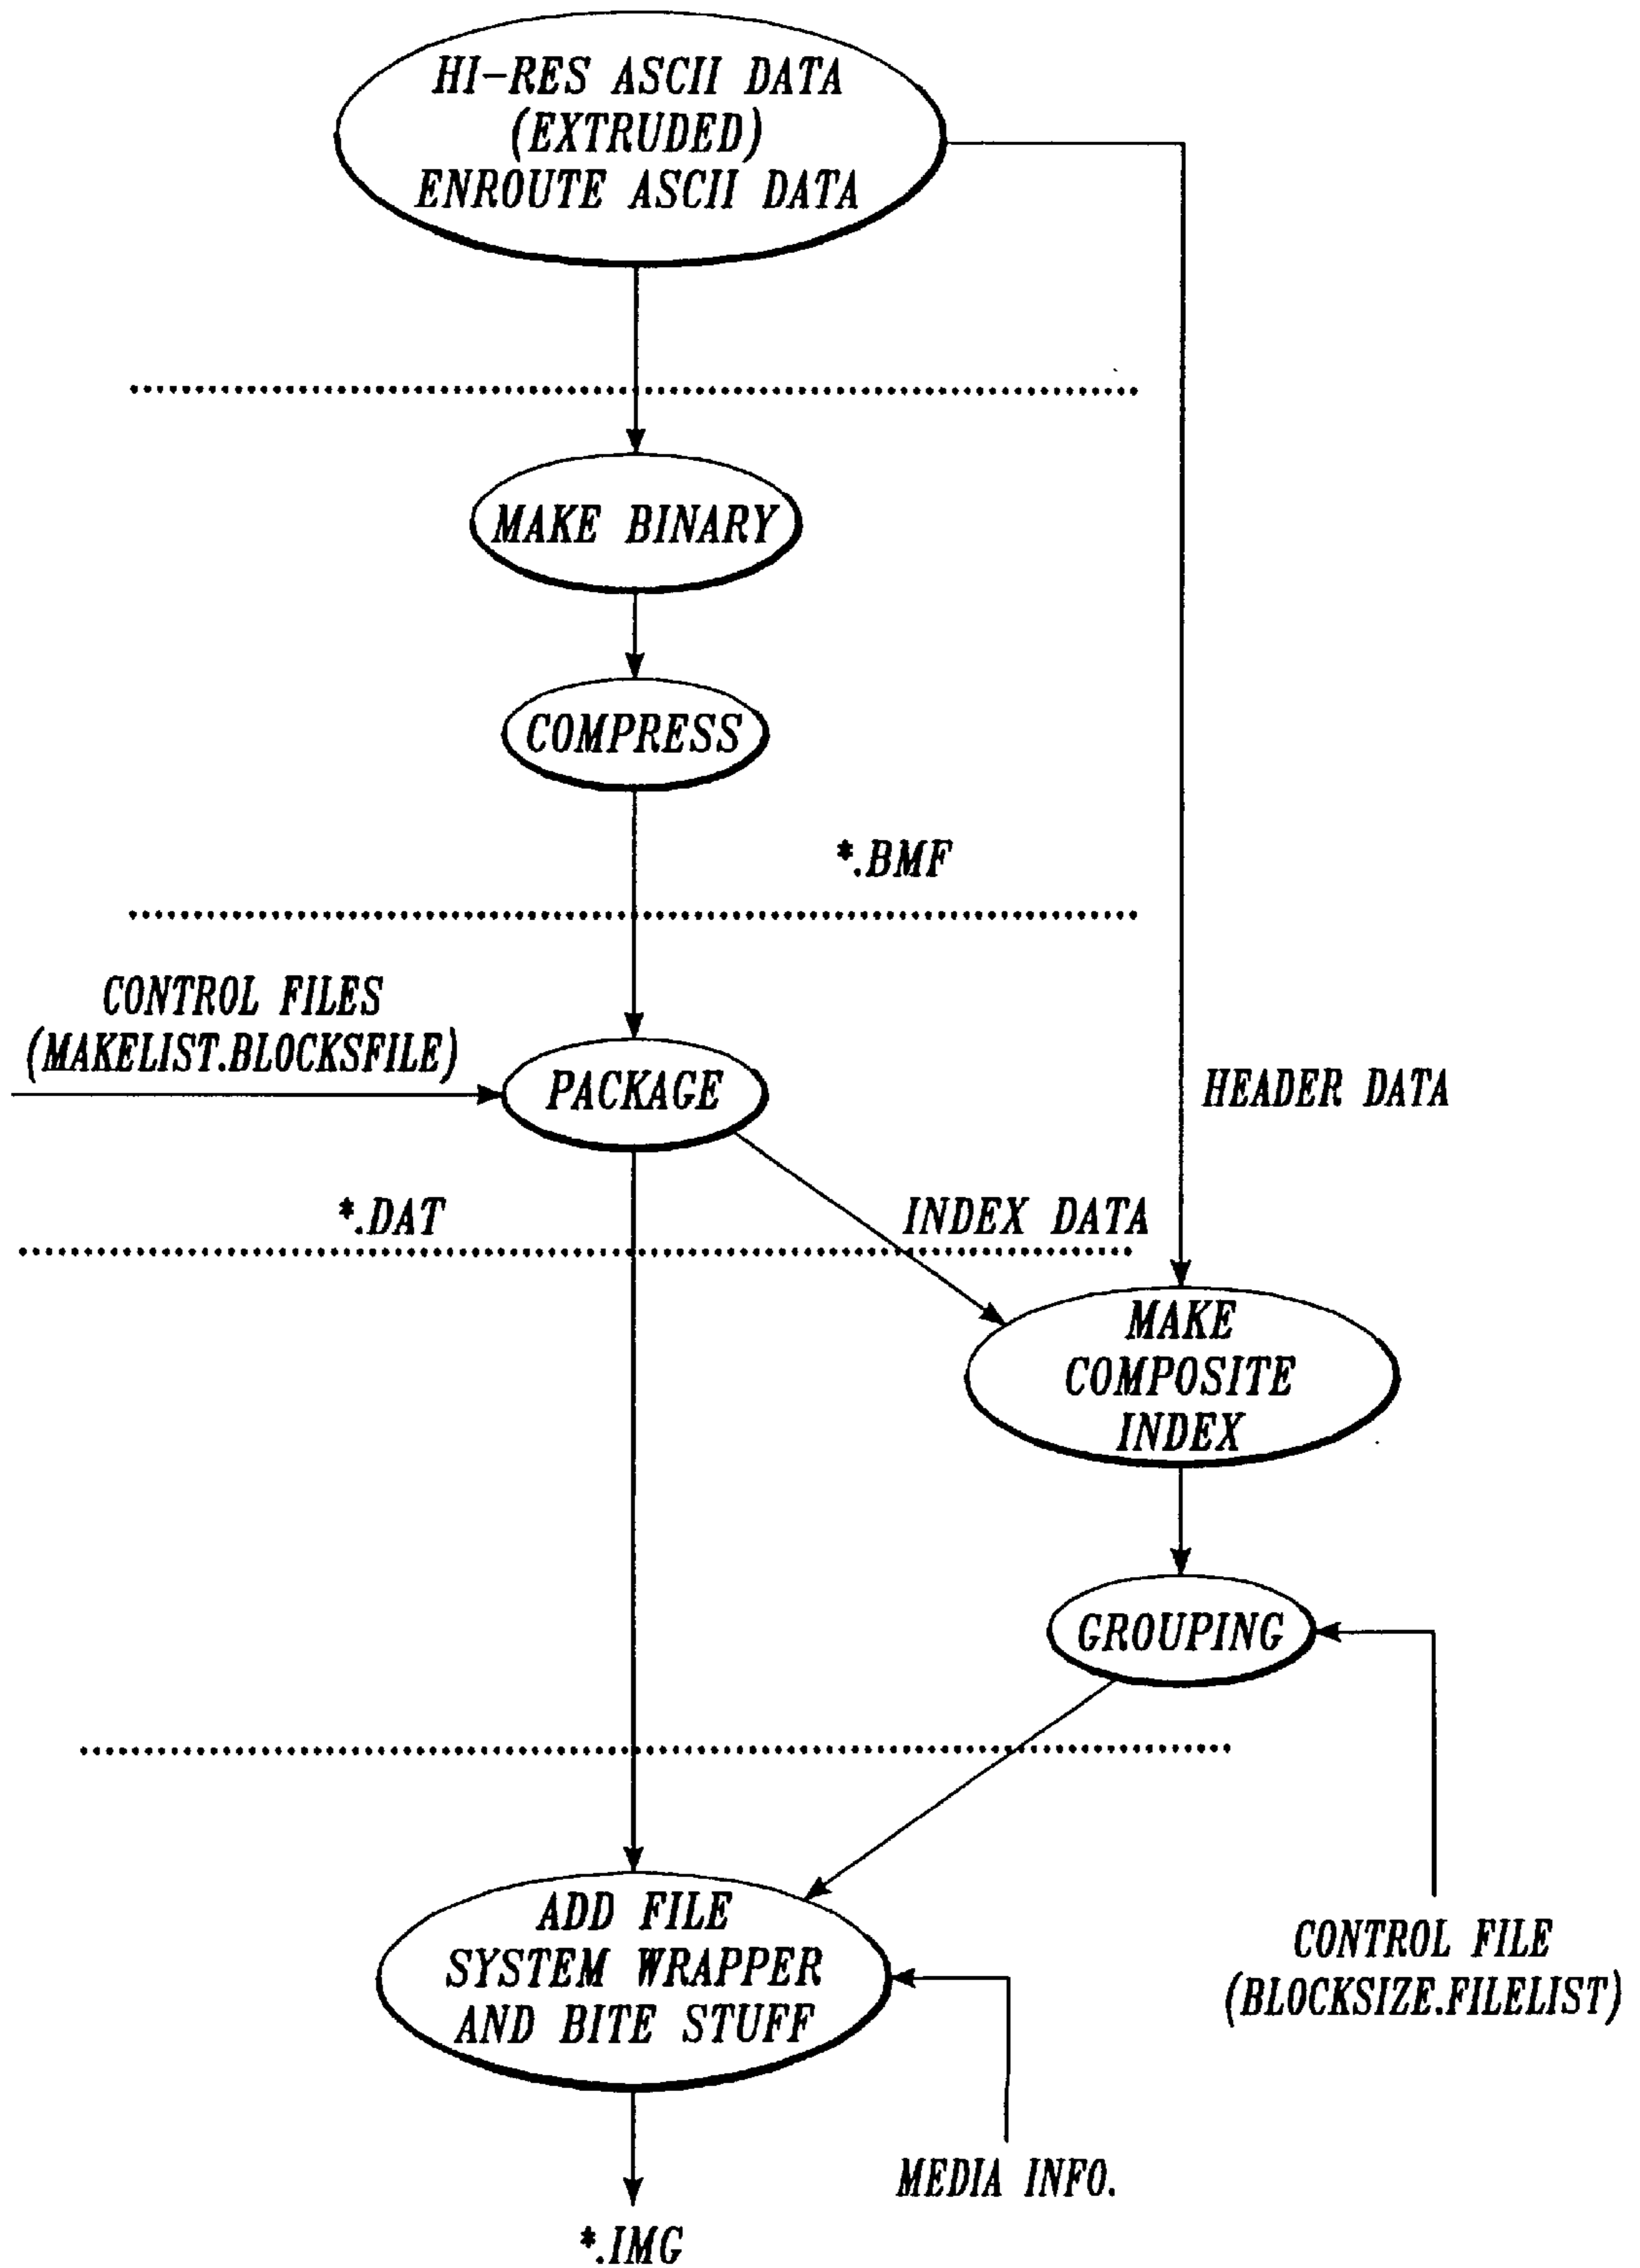 HI-RES ASCII DATA
(EXTRUDED)
ENROUTE ASCII DATA
MAKE BINARY
COMPRESS
*.BMF
CONTROL FILES
(MAKELIST.BLOCKSFILE)
PACKAGE
HEADER DATA
*.DAT
INDEX DATA
MAKE
COMPOSITE
INDEX
GROUPING
ADD FILE
SYSTEM WRAPPER
AND BITE STUFF
CONTROL FILE
(BLOCKSIZE.FILELIST)
MEDIA INFO.
*.IMG